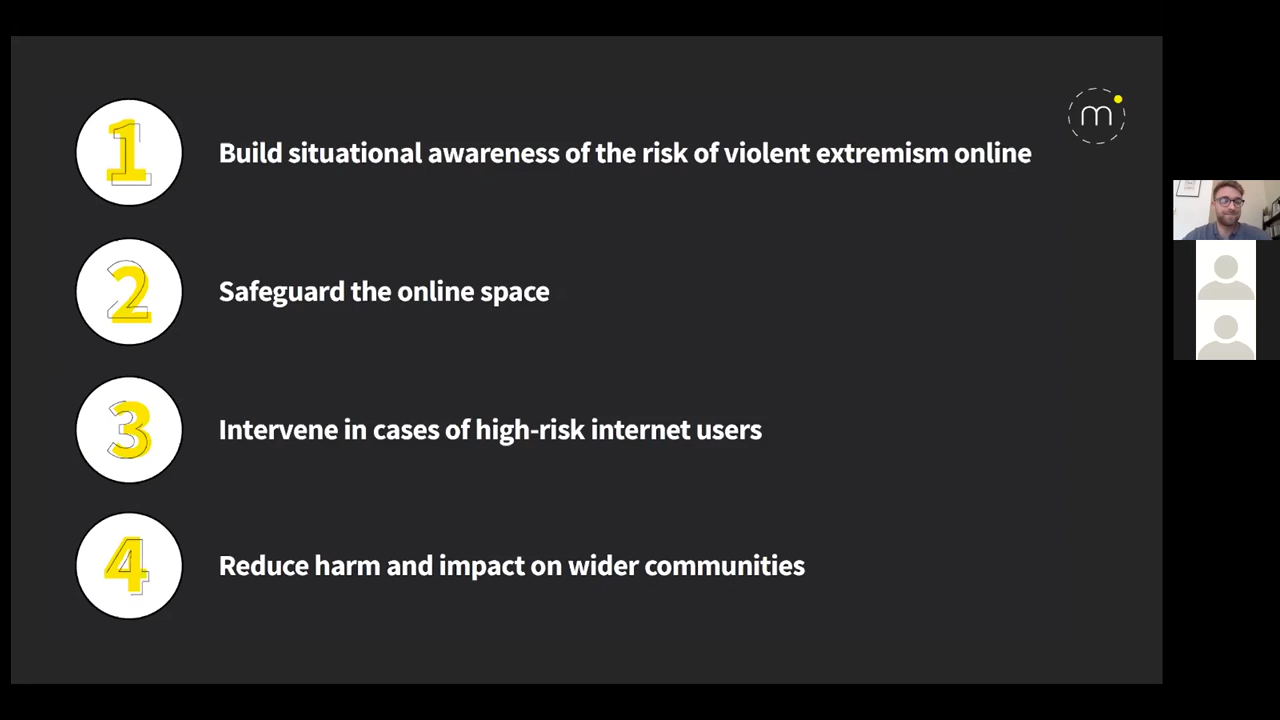 m
1
Build situational awareness of the risk of violent extremism online
2
Safeguard the online space
3
Intervene in cases of high-risk internet users
4
Reduce harm and impact on wider communities